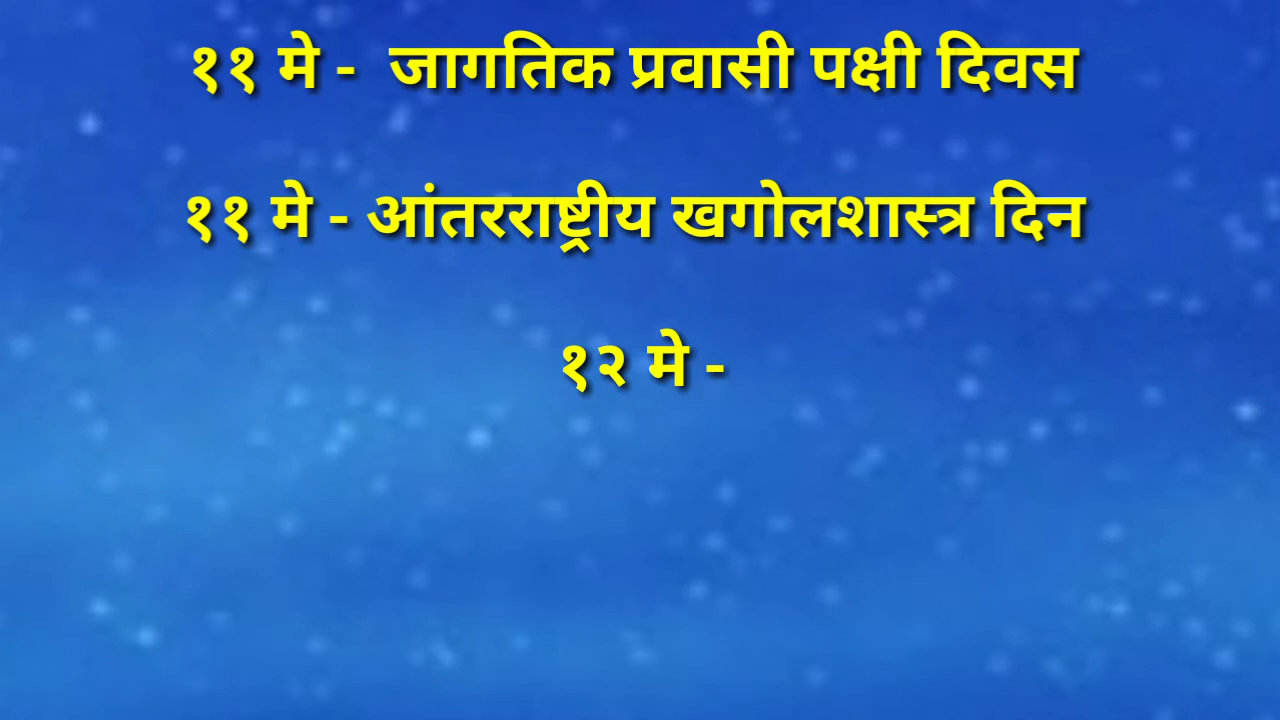 ११ मे - जागतिक प्रवासी पक्षी दिवस
११ मे - आंतरराष्ट्रीय खगोलशास्त्र दिन
१२ मे -